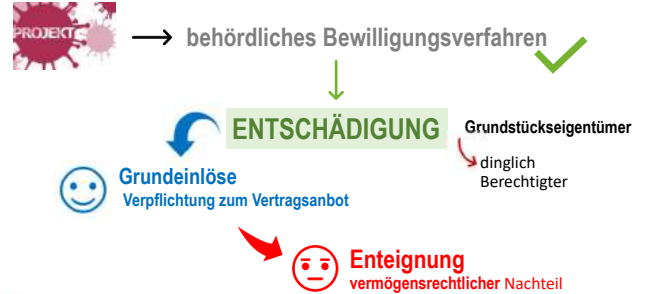 PROJEKT
behördliches Bewilligungsverfahren
ENTSCHÄDIGUNG
Grundstückseigentümer
dinglich
Berechtigter
Grundeinlöse
Verpflichtung zum Vertragsanbot
Enteignung
vermögensrechtlicher Nachteil